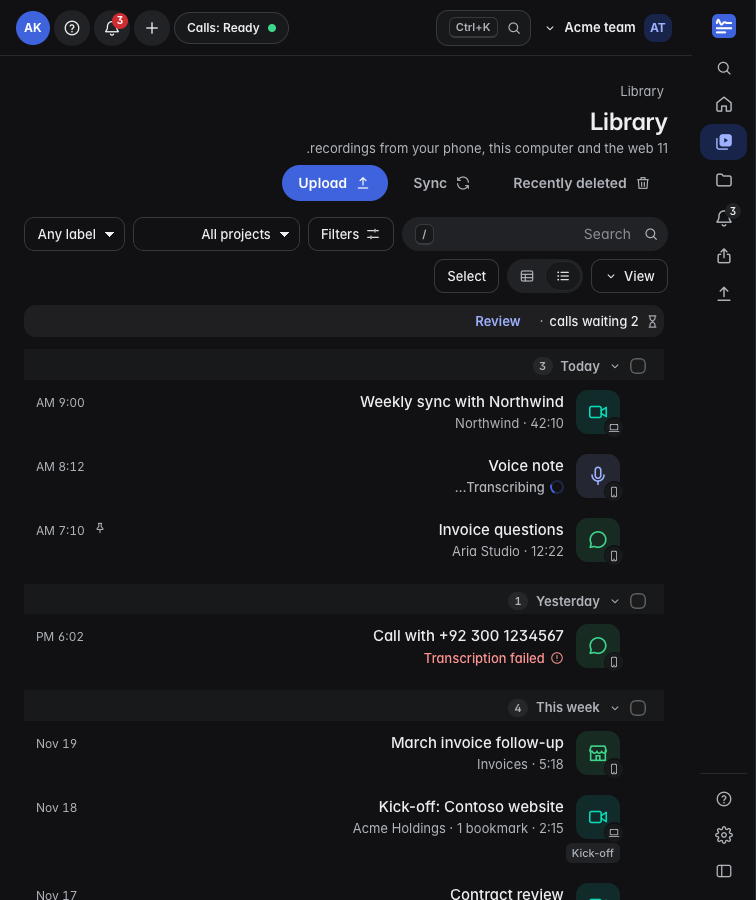 AK
3
Calls: Ready
Ctrl+K
Acme team
AT
3
Library
Library
.recordings from your phone, this computer and the web 11
Upload
Sync
Recently deleted
Any label
All projects
Filters
/
Search
Select
View
Review · calls waiting 2
3 Today
AM 9:00
Weekly sync with Northwind
Northwind · 42:10
AM 8:12
Voice note
...Transcribing
AM 7:10
Invoice questions
Aria Studio · 12:22
1 Yesterday
PM 6:02
Call with +92 300 1234567
Transcription failed
4 This week
Nov 19
March invoice follow-up
Invoices · 5:18
Nov 18
Kick-off: Contoso website
Acme Holdings · 1 bookmark · 2:15
Kick-off
Nov 17
Contract review